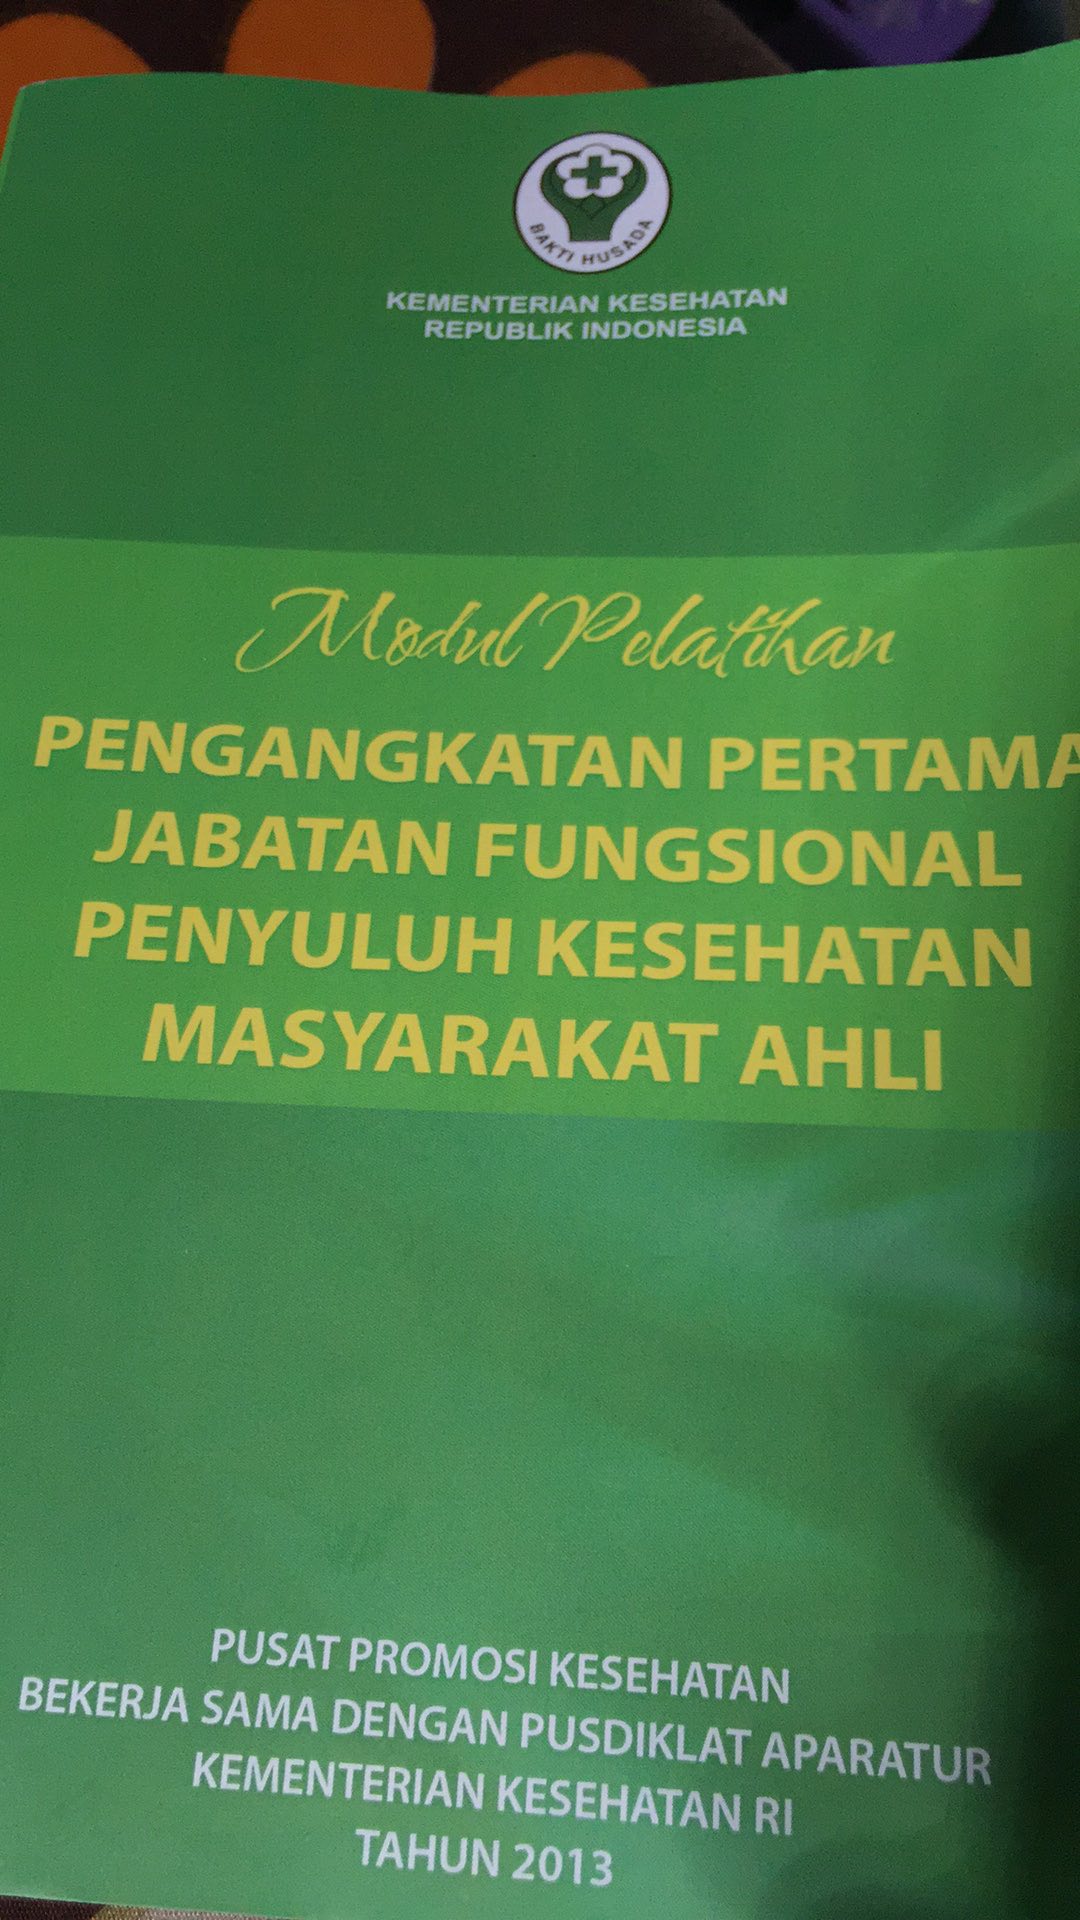 BAKTI HUSADA
KEMENTERIAN KESEHATAN
REPUBLIK INDONESIA
Modul Pelatihan
PENGANGKATAN PERTAMA
JABATAN FUNGSIONAL
PENYULUH KESEHATAN
MASYARAKAT AHLI
PUSAT PROMOSI KESEHATAN
BEKERJA SAMA DENGAN PUSDIKLAT APARATUR
KEMENTERIAN KESEHATAN RI
TAHUN 2013